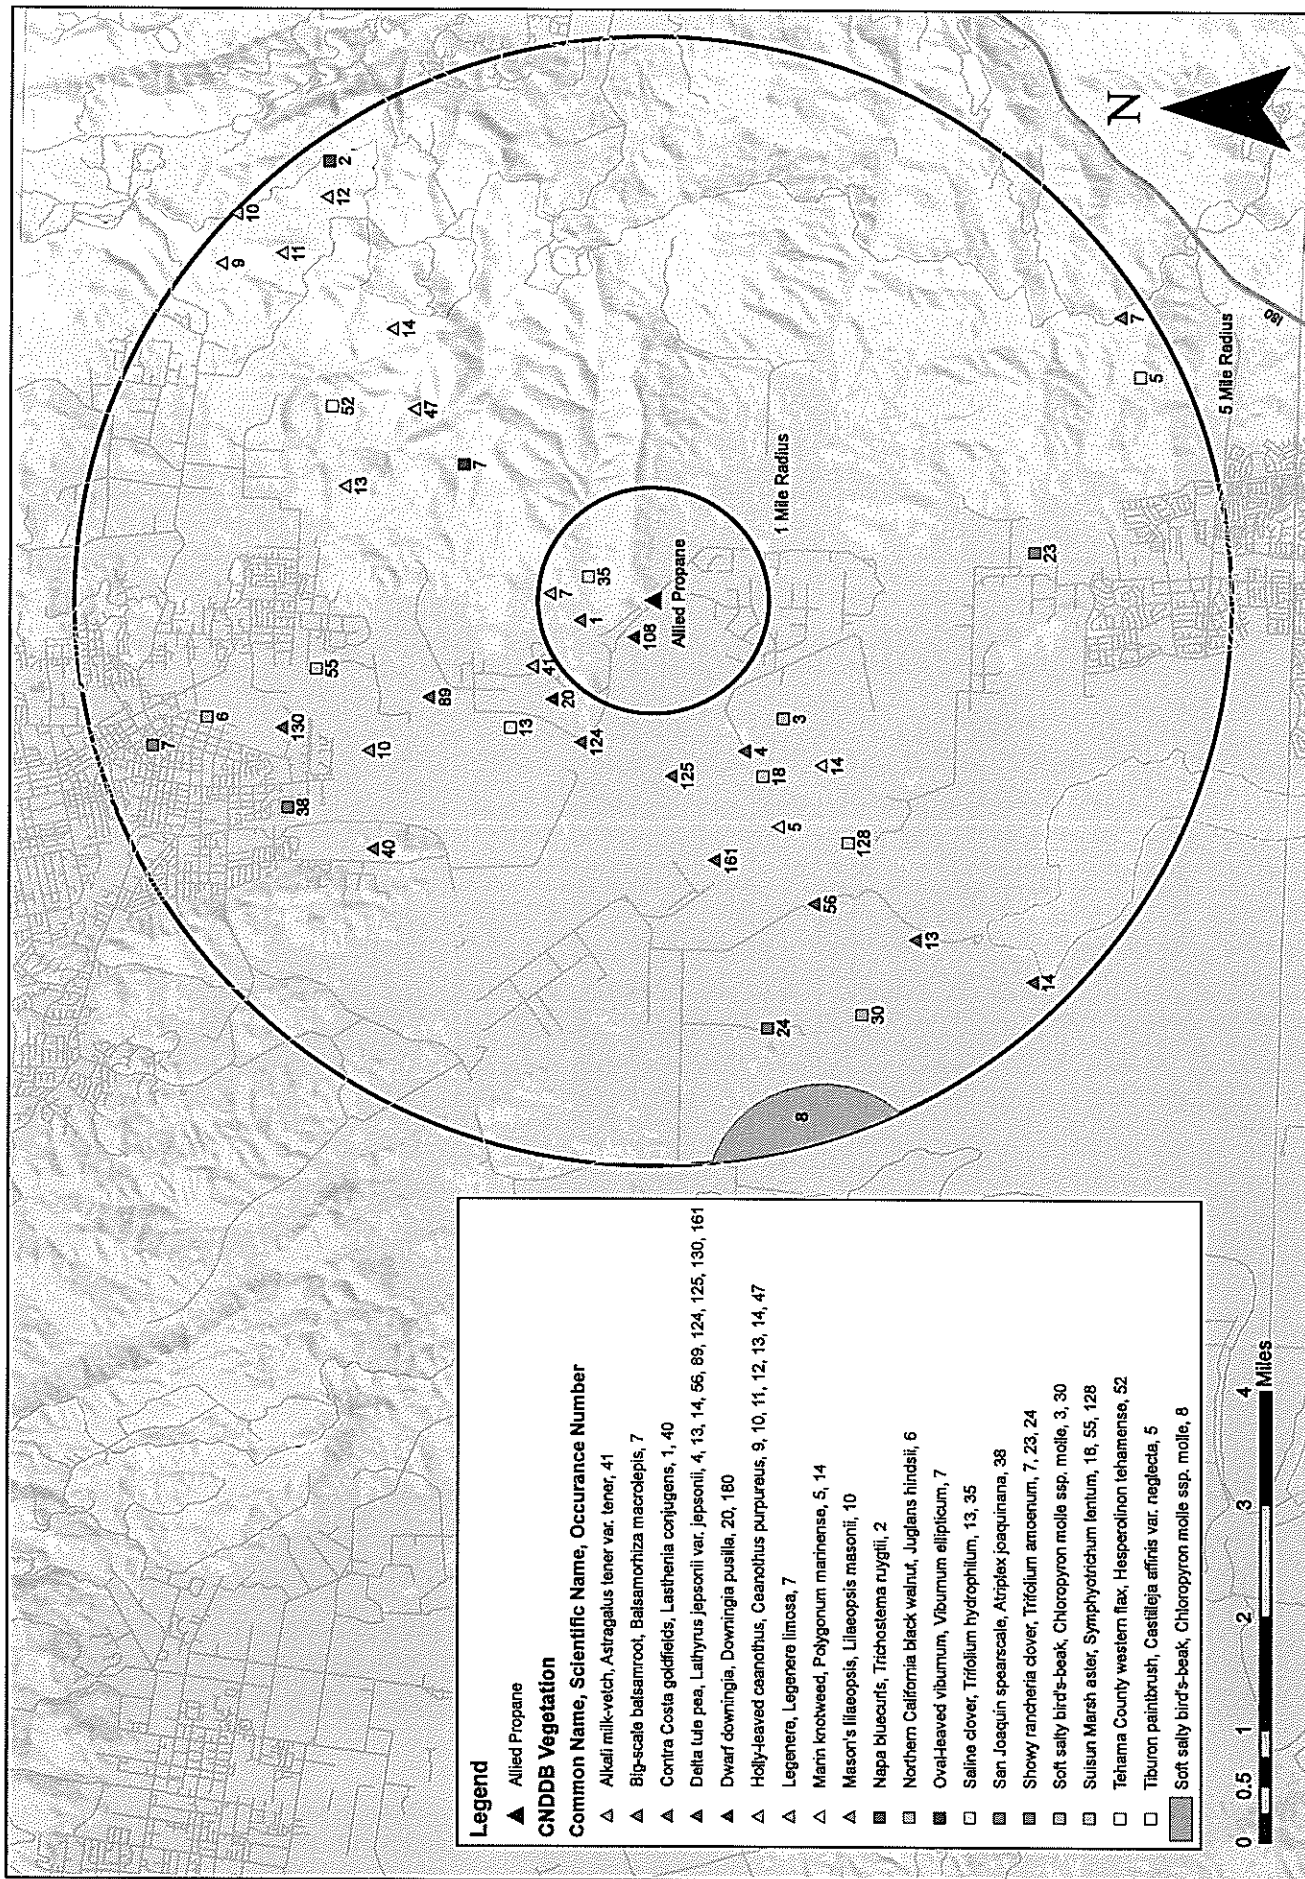 Legend
Allied Propane
CNDDB Vegetation
Common Name, Scientific Name, Occurance Number
Alkali milk-vetch, Astragalus tener var. tener, 41
Big-scale balsamroot, Balsamorhiza macrolepis, 7
Contra Costa goldfields, Lasthenia conjugens, 1, 40
Delta tule pea, Lathyrus jepsonii var. jepsonii, 4, 13, 14, 56, 89, 124, 125, 130, 161
Dwarf downingia, Downingia pusilla, 20, 180
Holly-leaved ceanothus, Ceanothus purpureus, 9, 10, 11, 12, 13, 14, 47
Legenere, Legenere limosa, 7
Marin knotweed, Polygonum marinense, 5, 14
Mason's lilaeopsis, Lilaeopsis masonii, 10
Napa bluecurls, Trichostema ruygtii, 2
Northern California black walnut, Juglans hindsii, 6
Oval-leaved viburnum, Viburnum ellipticum, 7
Saline clover, Trifolium hydrophilum, 13, 35
San Joaquin spearscale, Atriplex joaquinana, 38
Showy rancheria clover, Trifolium amoenum, 7, 23, 24
Soft salty bird's-beak, Chloropyron molle ssp. molle, 3, 30
Suisun Marsh aster, Symphyotrichum lentum, 18, 55, 128
Tehama County western flax, Hesperolinon tehamense, 52
Tiburon paintbrush, Castilleja affinis var. neglecta, 5
Soft salty bird's-beak, Chloropyron molle ssp. molle, 8
0 0.5 1 2 3 4
Miles
8
24
30
14
13
56
161
128
5
14
18
4
3
125
124
20
41
13
89
40
10
38
130
7
6
55
108
1
7
35
Allied Propane
1 Mile Radius
13
7
52
47
14
9
10
11
12
2
23
5
7
5 Mile Radius
180
N